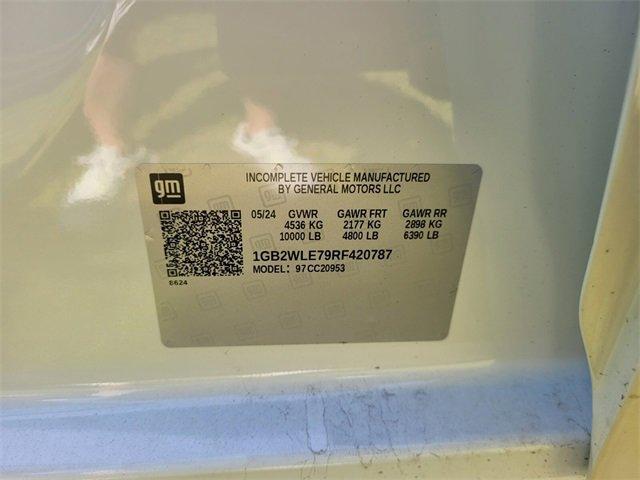 gm
INCOMPLETE VEHICLE MANUFACTURED
BY GENERAL MOTORS LLC
05/24 GVWR GAWR FRT GAWR RR
4536 KG 2177 KG 2898 KG
10000 LB 4800 LB 6390 LB
1GB2WLE79RF420787
MODEL: 97CC20953
8624